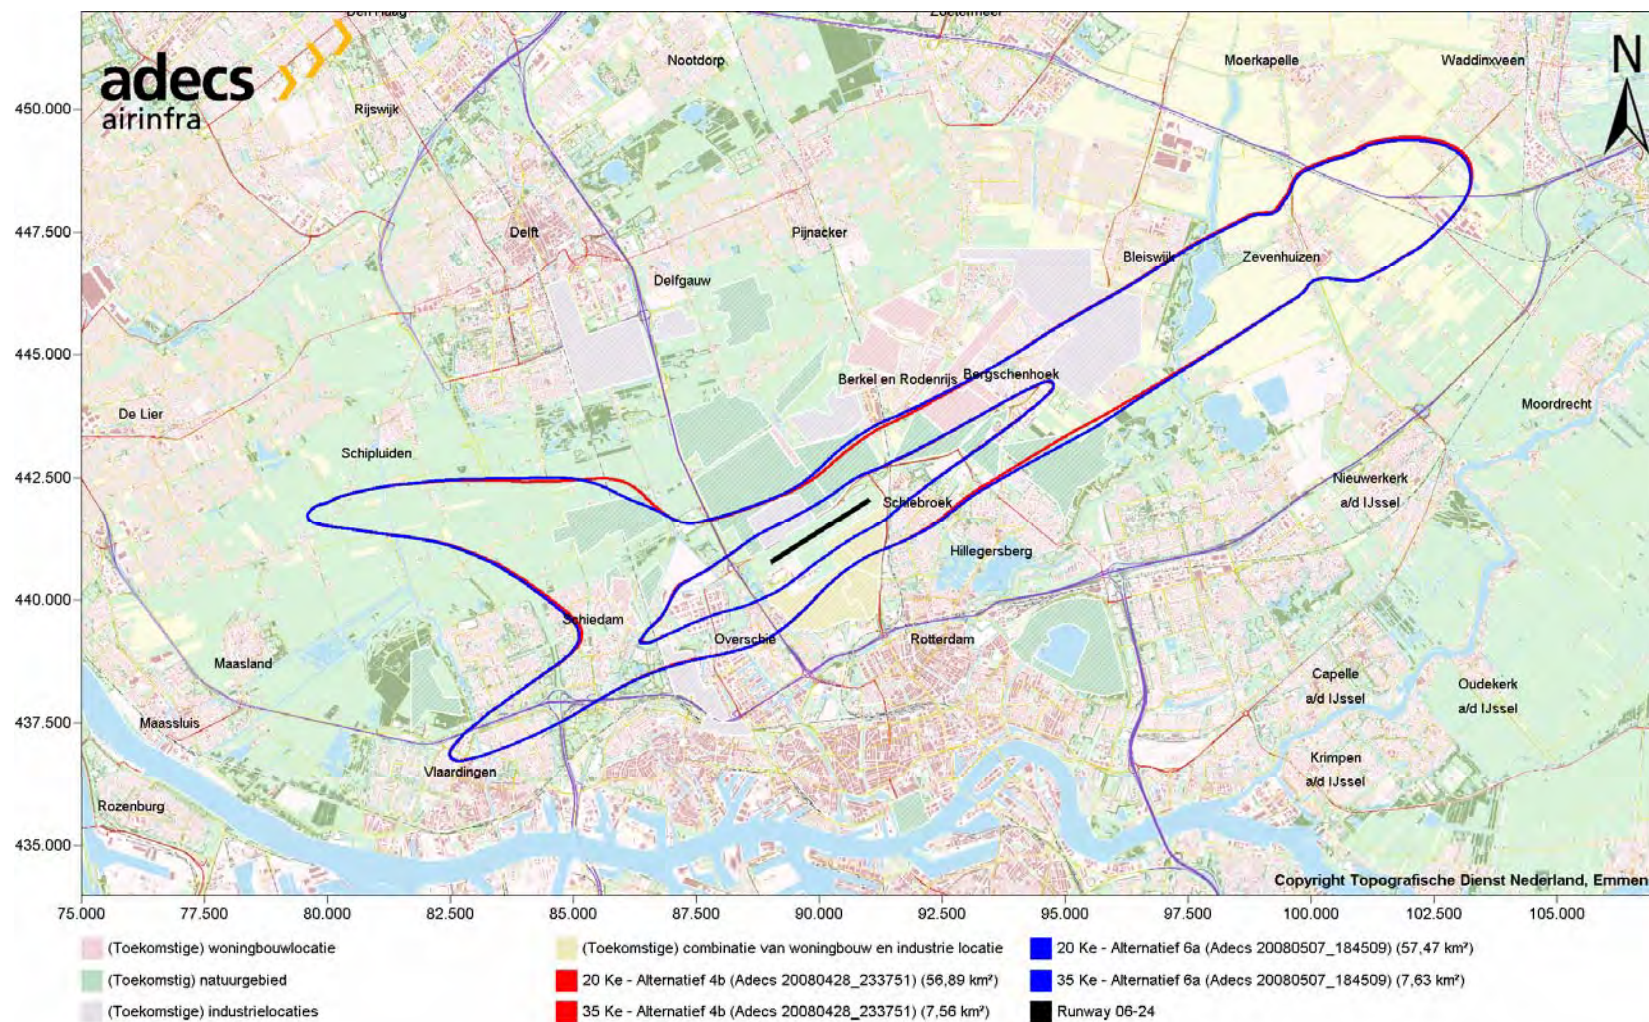 Den Haag
Zoetermeer
adecs
airinfra
Nootdorp
Moerkapelle
Waddinxveen
N
Rijswijk
450.000
Delft
Pijnacker
447.500
Bleiswijk
Zevenhuizen
Delfgauw
445.000
Berkel en Rodenrijs
Bergschenhoek
De Lier
Moordrecht
Schipluiden
442.500
Nieuwerkerk
a/d IJssel
Schiebroek
Hillegersberg
440.000
Schiedam
Overschie
Rotterdam
Maasland
Capelle
a/d IJssel
Oudekerk
a/d IJssel
437.500
Maassluis
Vlaardingen
Krimpen
a/d IJssel
Rozenburg
435.000
Copyright Topografische Dienst Nederland, Emmen
75.000 77.500 80.000 82.500 85.000 87.500 90.000 92.500 95.000 97.500 100.000 102.500 105.000
(Toekomstige) woningbouwlocatie
(Toekomstig) natuurgebied
(Toekomstige) industrielocaties
(Toekomstige) combinatie van woningbouw en industrie locatie
20 Ke - Alternatief 4b (Adecs 20080428_233751) (56,89 km²)
35 Ke - Alternatief 4b (Adecs 20080428_233751) (7,56 km²)
20 Ke - Alternatief 6a (Adecs 20080507_184509) (57,47 km²)
35 Ke - Alternatief 6a (Adecs 20080507_184509) (7,63 km²)
Runway 06-24